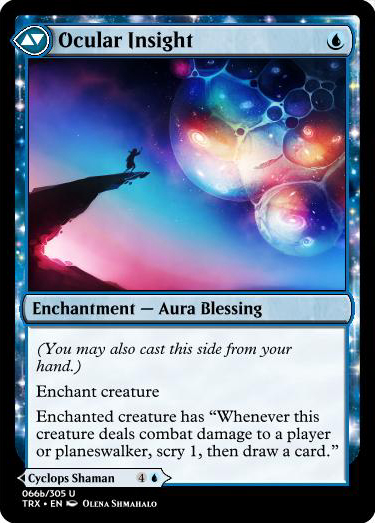 Ocular Insight
Enchantment — Aura Blessing
(You may also cast this side from your
hand.)
Enchant creature
Enchanted creature has “Whenever this
creature deals combat damage to a player
or planeswalker, scry 1, then draw a card.”
Cyclops Shaman 4
066b/305 U
TRX • EN Olena Shmahalo